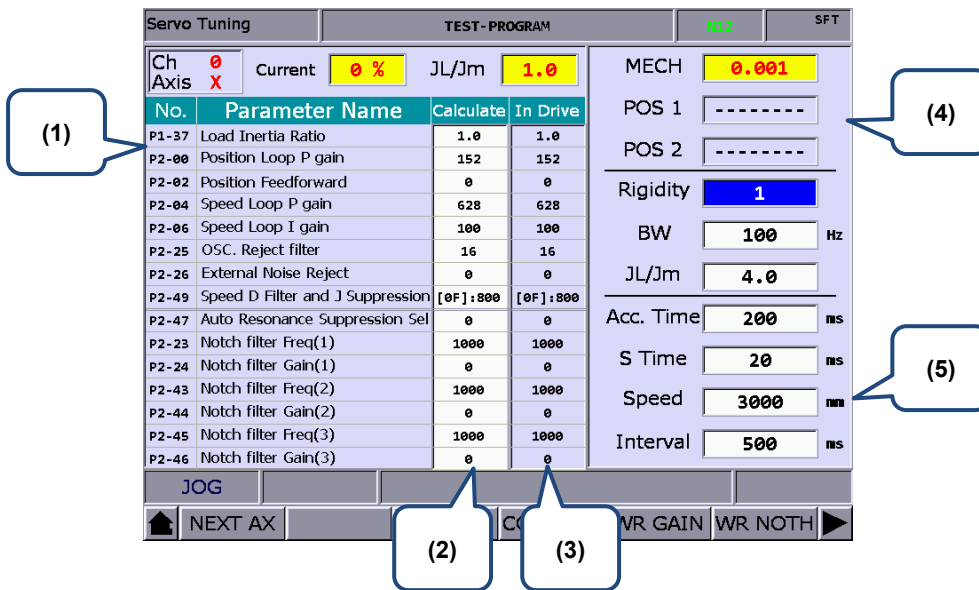 Servo Tuning TEST-PROGRAM N12 SFT
Ch 0 Current 0 % JL/Jm 1.0
Axis X
No. Parameter Name Calculate In Drive
P1-37 Load Inertia Ratio 1.0 1.0
P2-00 Position Loop P gain 152 152
P2-02 Position Feedforward 0 0
P2-04 Speed Loop P gain 628 628
P2-06 Speed Loop I gain 100 100
P2-25 OSC. Reject filter 16 16
P2-26 External Noise Reject 0 0
P2-49 Speed D Filter and J Suppression [0F]:800 [0F]:800
P2-47 Auto Resonance Suppression Sel 0 0
P2-23 Notch filter Freq(1) 1000 1000
P2-24 Notch filter Gain(1) 0 0
P2-43 Notch filter Freq(2) 1000 1000
P2-44 Notch filter Gain(2) 0 0
P2-45 Notch filter Freq(3) 1000 1000
P2-46 Notch filter Gain(3) 0 0
MECH 0.001
POS 1 --------
POS 2 --------
Rigidity 1
BW 100 Hz
JL/Jm 4.0
Acc. Time 200 ms
S Time 20 ms
Speed 3000 mm
Interval 500 ms
JOG
NEXT AX WR GAIN WR NOTH
(1)
(2)
(3)
(4)
(5)